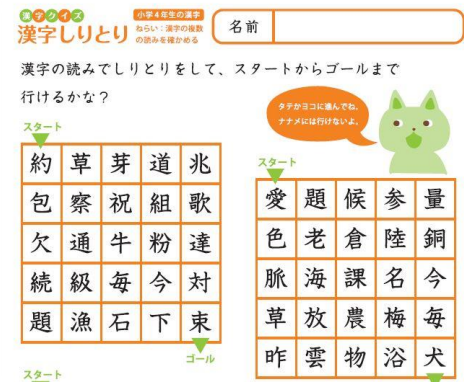 漢字クイズ
漢字しりとり
小学4年生の漢字
ねらい：漢字の複数
の読みを確かめる
名前
漢字の読みでしりとりをして、スタートからゴールまで
行けるかな？
タテかヨコに進んでね。
ナナメには行けないよ。
スタート
約 草 芽 道 兆
包 察 祝 組 歌
欠 通 牛 粉 達
続 級 毎 今 対
題 漁 石 下 束
ゴール
スタート
愛 題 候 参 量
色 老 倉 陸 銅
脈 海 課 名 今
草 放 農 梅 毎
昨 雲 物 浴 犬
スタート